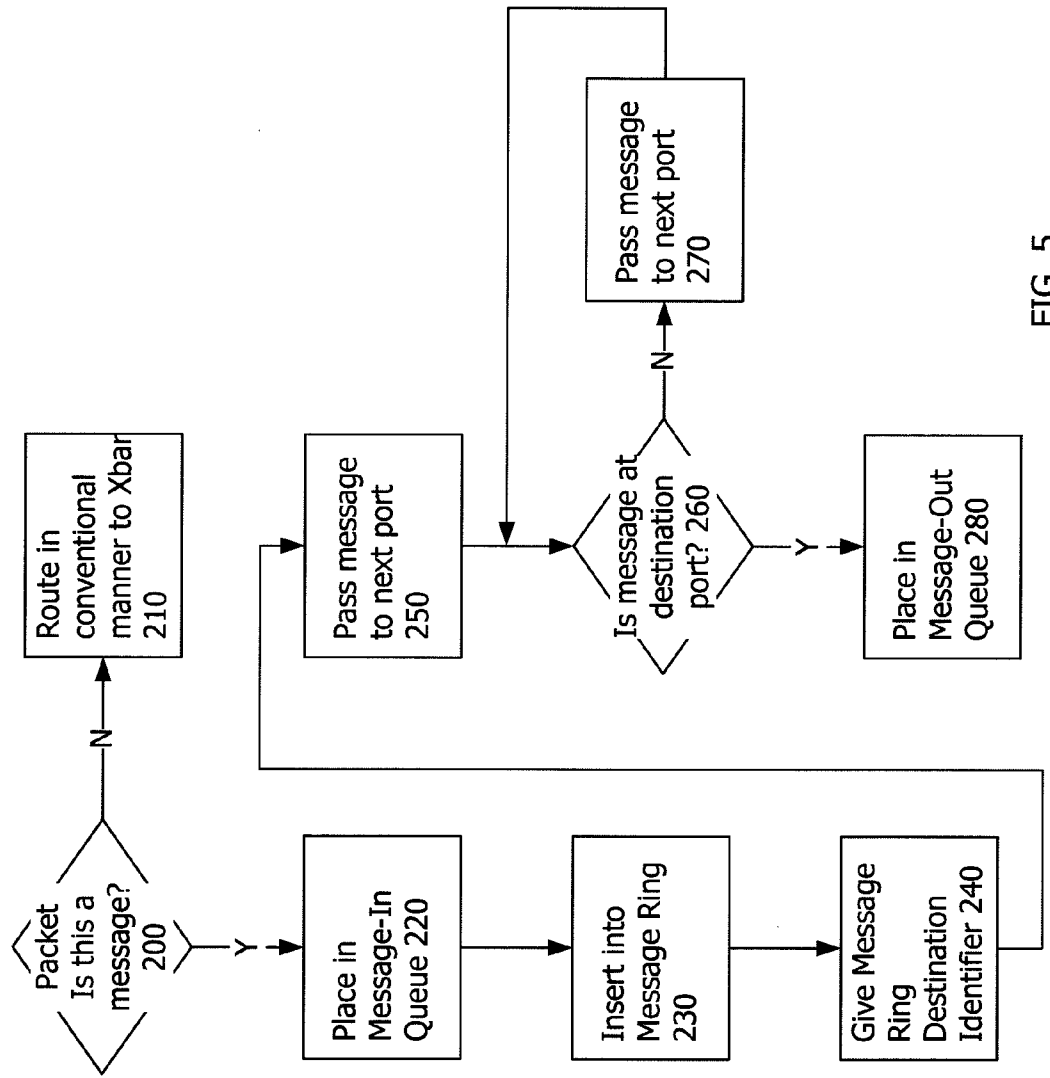 Packet
Is this a
message?
200
N
Route in
conventional
manner to Xbar
210
Y
Place in
Message-In
Queue 220
Insert into
Message Ring
230
Give Message
Ring
Destination
Identifier 240
Pass message
to next port
250
Is message at
destination
port? 260
N
Pass message
to next port
270
Y
Place in
Message-Out
Queue 280
FIG. 5